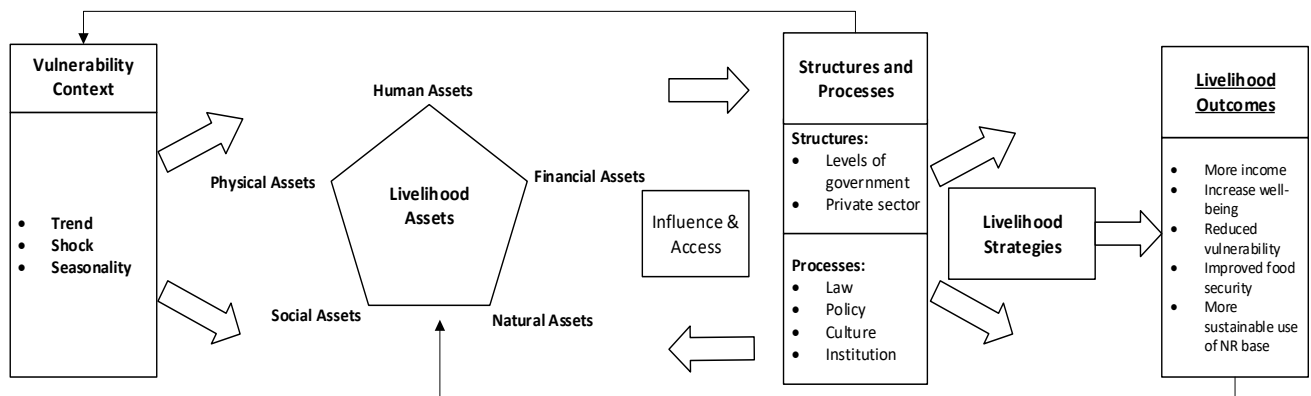 Vulnerability
Context
• Trend
• Shock
• Seasonality
Human Assets
Physical Assets
Financial Assets
Livelihood
Assets
Social Assets
Natural Assets
Influence &
Access
Structures and
Processes
Structures:
• Levels of
government
• Private sector
Processes:
• Law
• Policy
• Culture
• Institution
Livelihood
Strategies
Livelihood
Outcomes
• More income
• Increase well-
being
• Reduced
vulnerability
• Improved food
security
• More
sustainable use
of NR base